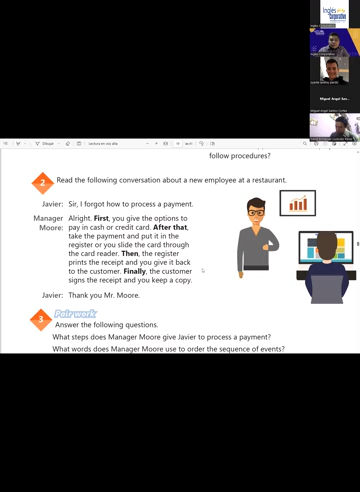 Inglés
Corporativo
Miguel Angel San...
follow procedures?
2 Read the following conversation about a new employee at a restaurant.
Javier: Sir, I forgot how to process a payment.
Manager Alright. First, you give the options to
Moore: pay in cash or credit card. After that,
take the payment and put it in the
register or you slide the card through
the card reader. Then, the register
prints the receipt and you give it back
to the customer. Finally, the customer
signs the receipt and you keep a copy.
Javier: Thank you Mr. Moore.
3 Pair work
Answer the following questions.
What steps does Manager Moore give Javier to process a payment?
What words does Manager Moore use to order the sequence of events?